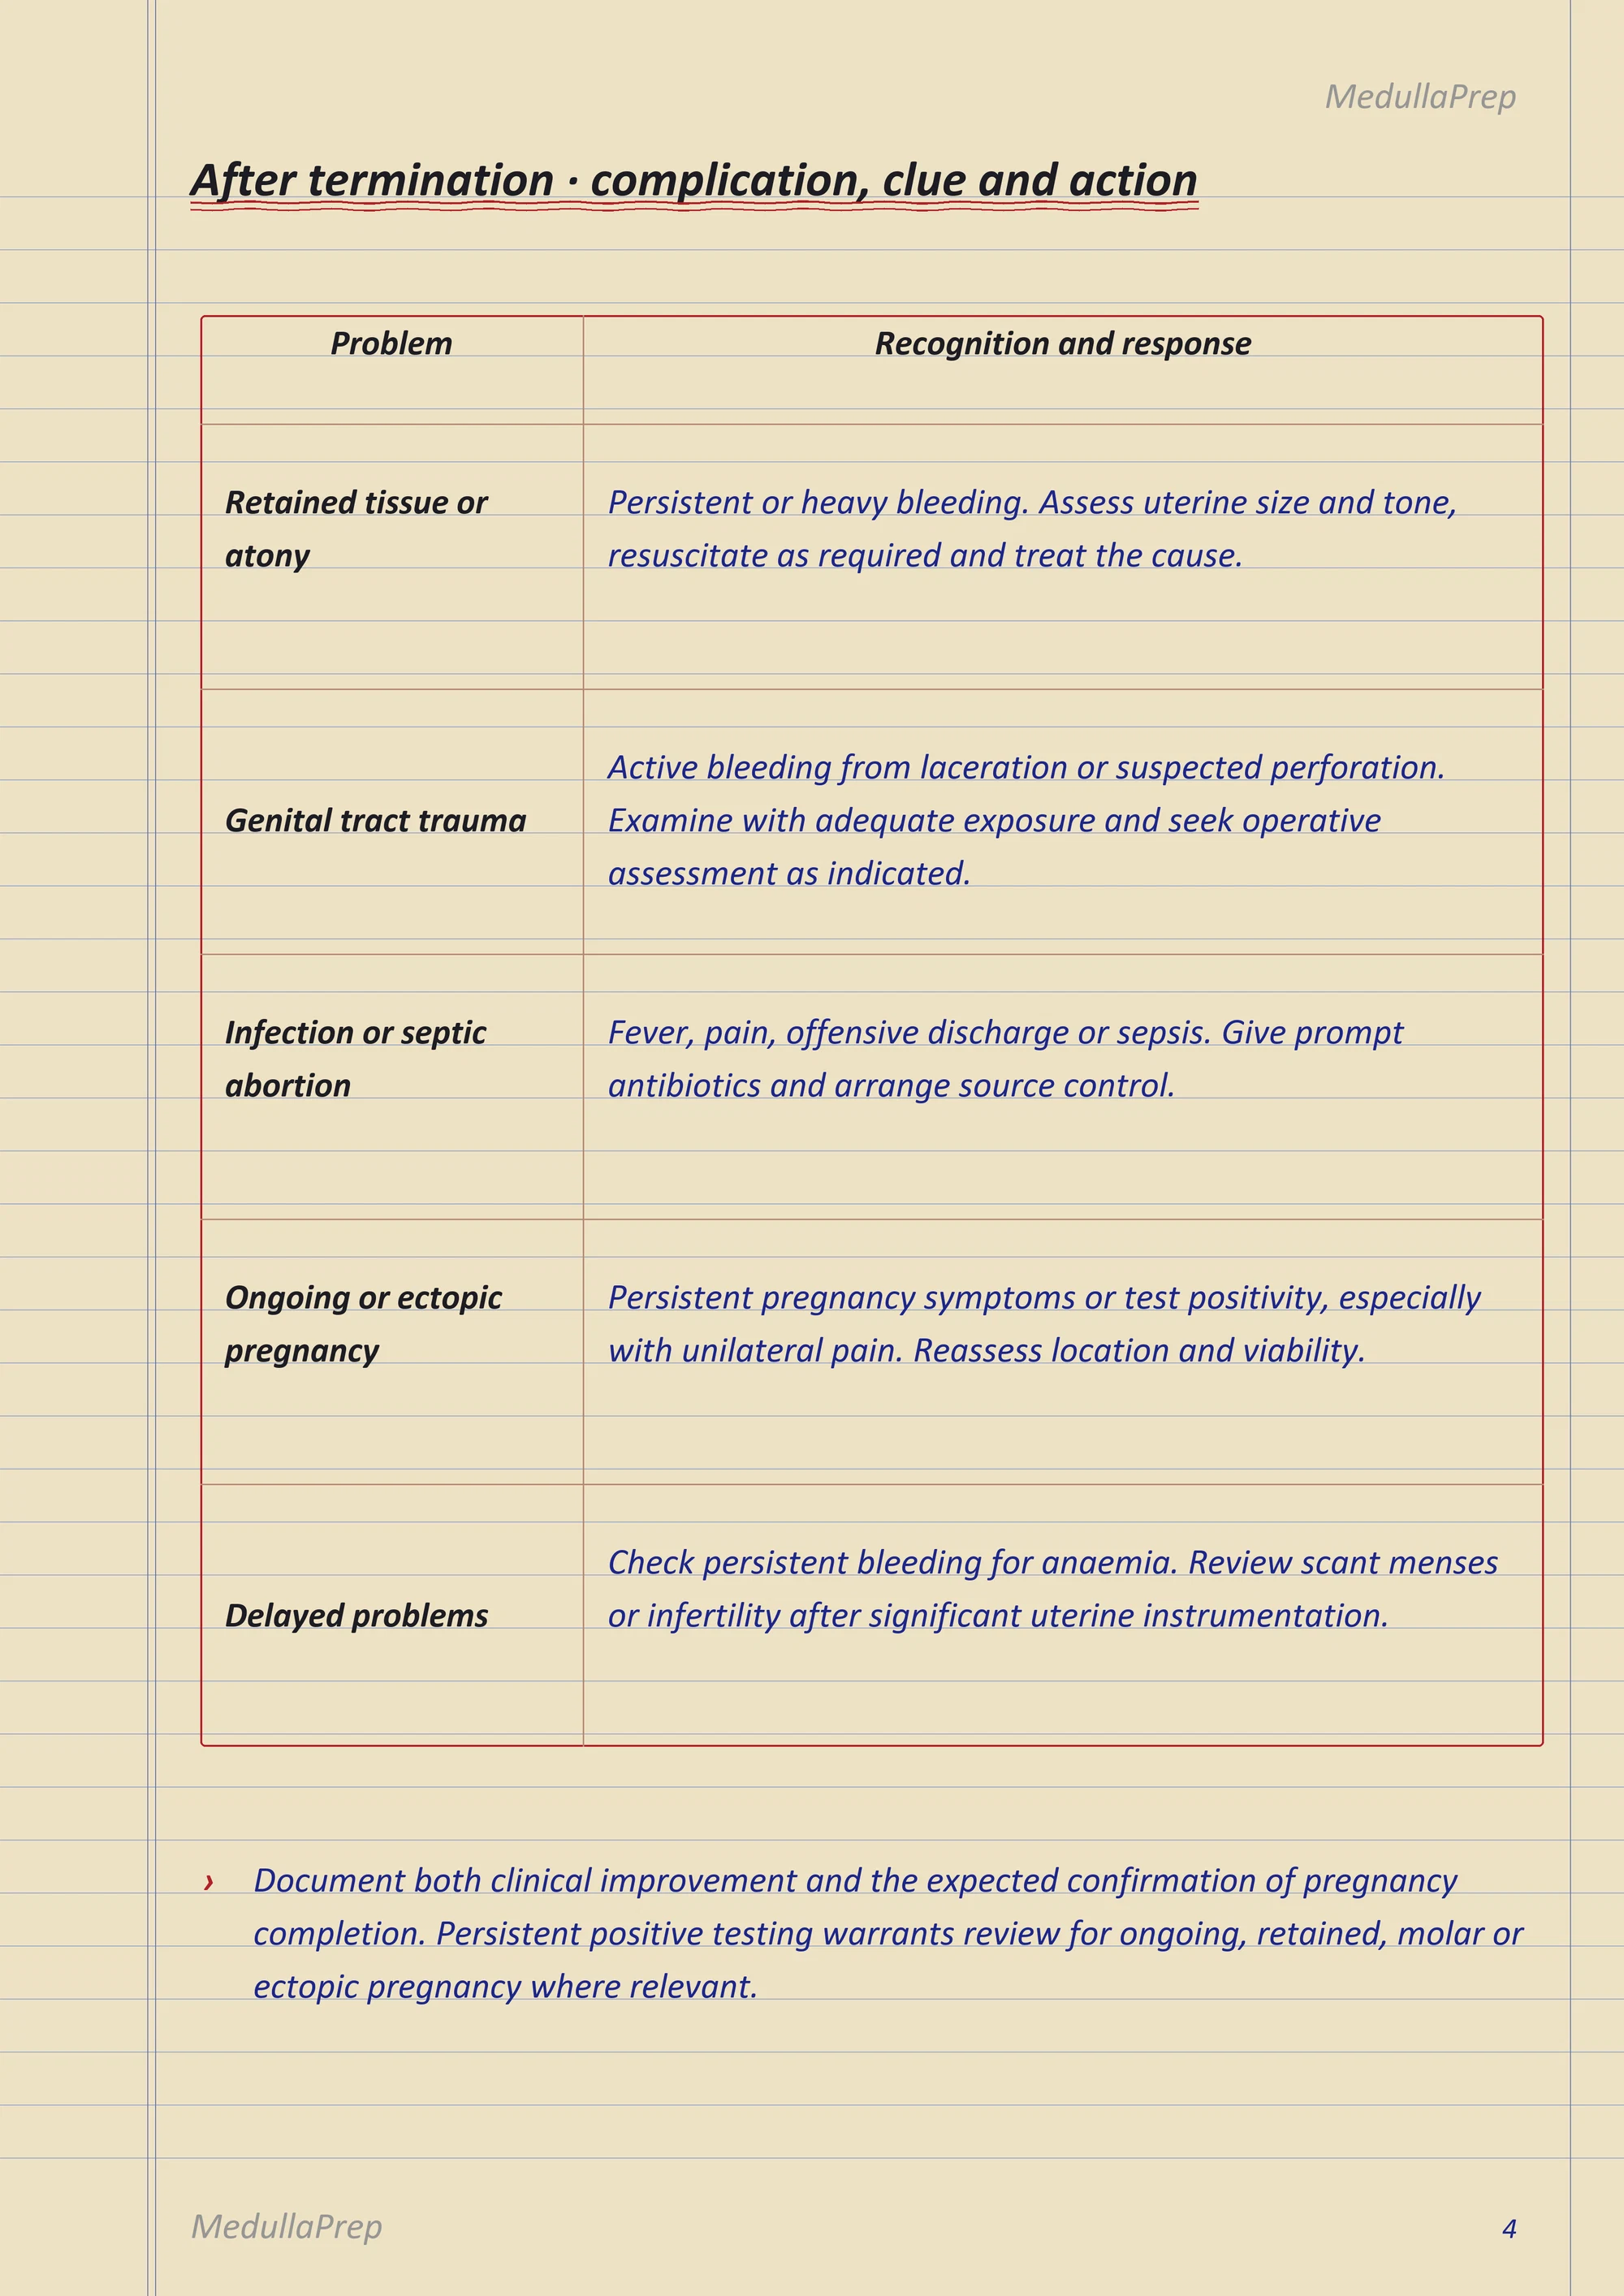 MedullaPrep
After termination · complication, clue and action
Problem
Recognition and response
Retained tissue or
atony
Persistent or heavy bleeding. Assess uterine size and tone,
resuscitate as required and treat the cause.
Genital tract trauma
Active bleeding from laceration or suspected perforation.
Examine with adequate exposure and seek operative
assessment as indicated.
Infection or septic
abortion
Fever, pain, offensive discharge or sepsis. Give prompt
antibiotics and arrange source control.
Ongoing or ectopic
pregnancy
Persistent pregnancy symptoms or test positivity, especially
with unilateral pain. Reassess location and viability.
Delayed problems
Check persistent bleeding for anaemia. Review scant menses
or infertility after significant uterine instrumentation.
› Document both clinical improvement and the expected confirmation of pregnancy
completion. Persistent positive testing warrants review for ongoing, retained, molar or
ectopic pregnancy where relevant.
MedullaPrep
4